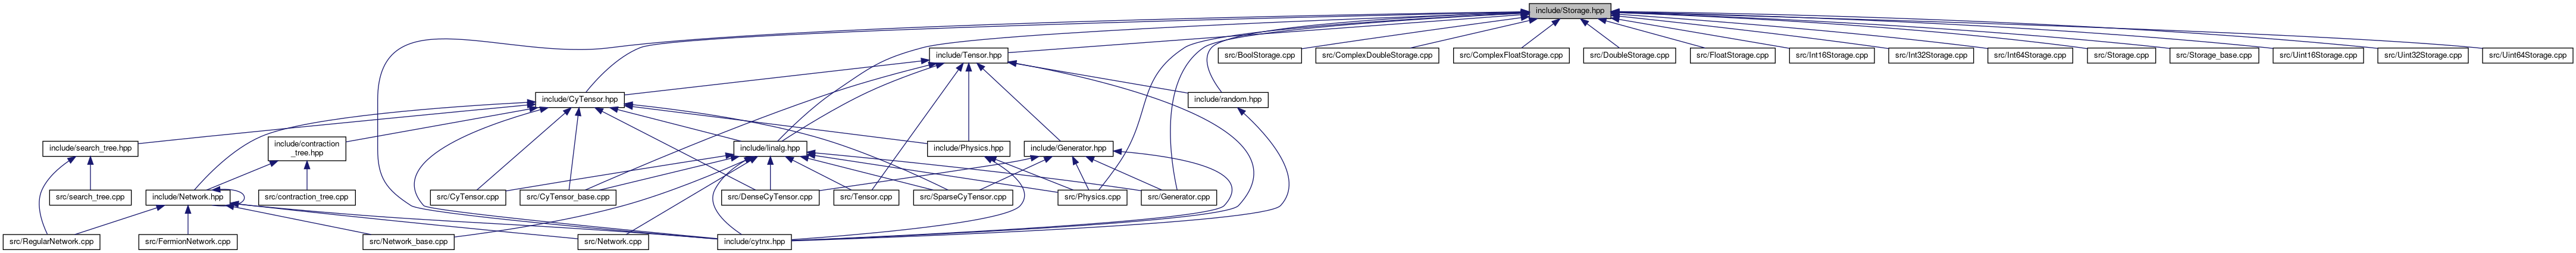 include/Storage.hpp
include/Tensor.hpp
src/BoolStorage.cpp
src/ComplexDoubleStorage.cpp
src/ComplexFloatStorage.cpp
src/DoubleStorage.cpp
src/FloatStorage.cpp
src/Int16Storage.cpp
src/Int32Storage.cpp
src/Int64Storage.cpp
src/Storage.cpp
src/Storage_base.cpp
src/Uint16Storage.cpp
src/Uint32Storage.cpp
src/Uint64Storage.cpp
include/CyTensor.hpp
include/random.hpp
include/search_tree.hpp
include/contraction
_tree.hpp
include/linalg.hpp
include/Physics.hpp
include/Generator.hpp
src/search_tree.cpp
include/Network.hpp
src/contraction_tree.cpp
src/CyTensor.cpp
src/CyTensor_base.cpp
src/DenseCyTensor.cpp
src/Tensor.cpp
src/SparseCyTensor.cpp
src/Physics.cpp
src/Generator.cpp
src/RegularNetwork.cpp
src/FermionNetwork.cpp
src/Network_base.cpp
src/Network.cpp
include/cytnx.hpp